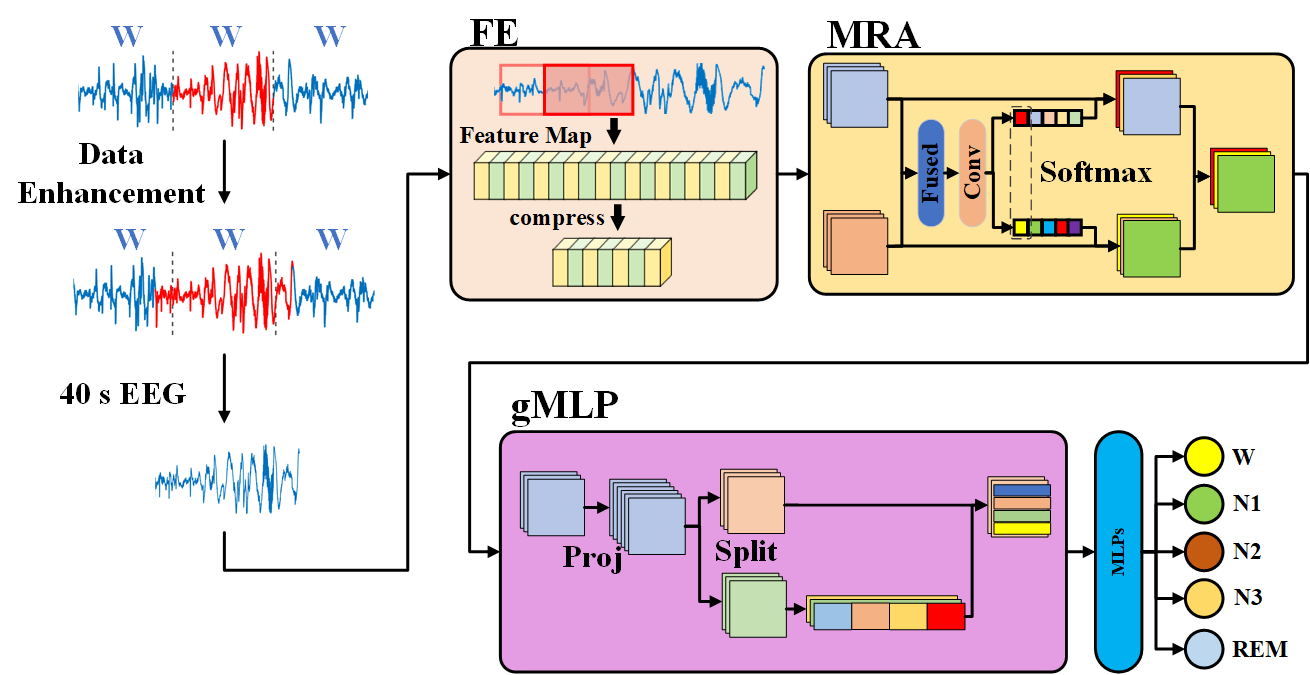 W W W
Data
Enhancement
W W W
40 s EEG
FE
Feature Map
compress
MRA
Fused
Conv
Softmax
gMLP
Proj
Split
MLPs
W
N1
N2
N3
REM